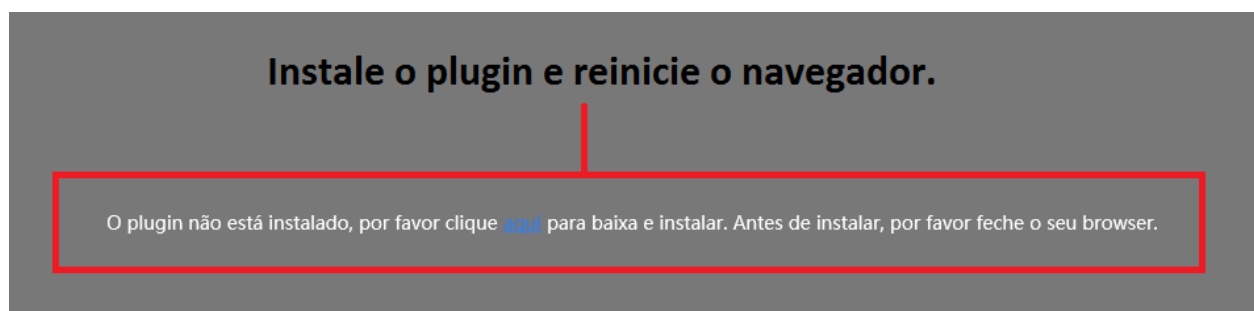 Instale o plugin e reinicie o navegador.
O plugin não está instalado, por favor clique aqui para baixa e instalar. Antes de instalar, por favor feche o seu browser.